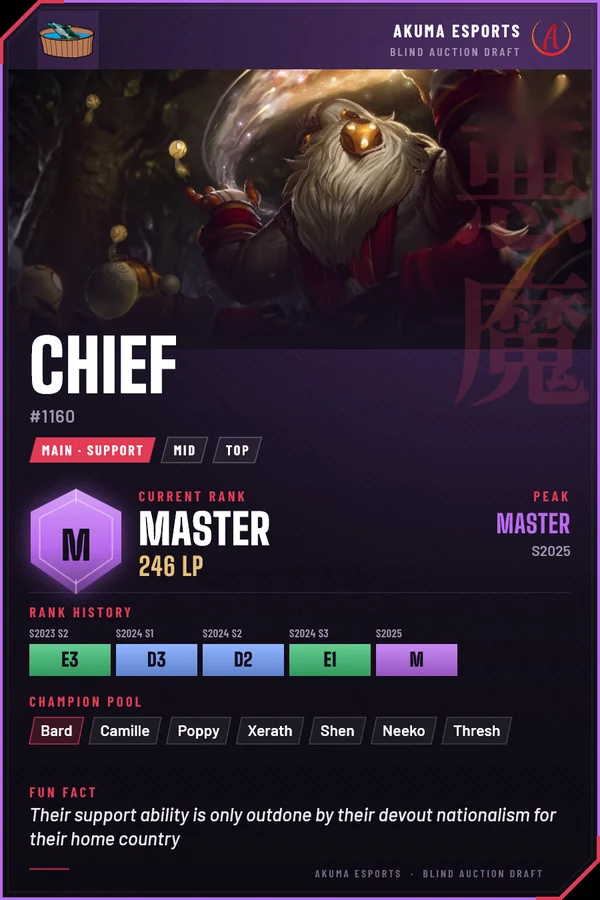 AKUMA ESPORTS
BLIND AUCTION DRAFT
A
悪
魔
CHIEF
#1160
MAIN · SUPPORT MID TOP
M
CURRENT RANK
MASTER
246 LP
PEAK
MASTER
S2025
RANK HISTORY
S2023 S2 S2024 S1 S2024 S2 S2024 S3 S2025
E3 D3 D2 E1 M
CHAMPION POOL
Bard Camille Poppy Xerath Shen Neeko Thresh
FUN FACT
Their support ability is only outdone by their devout nationalism for
their home country
AKUMA ESPORTS · BLIND AUCTION DRAFT